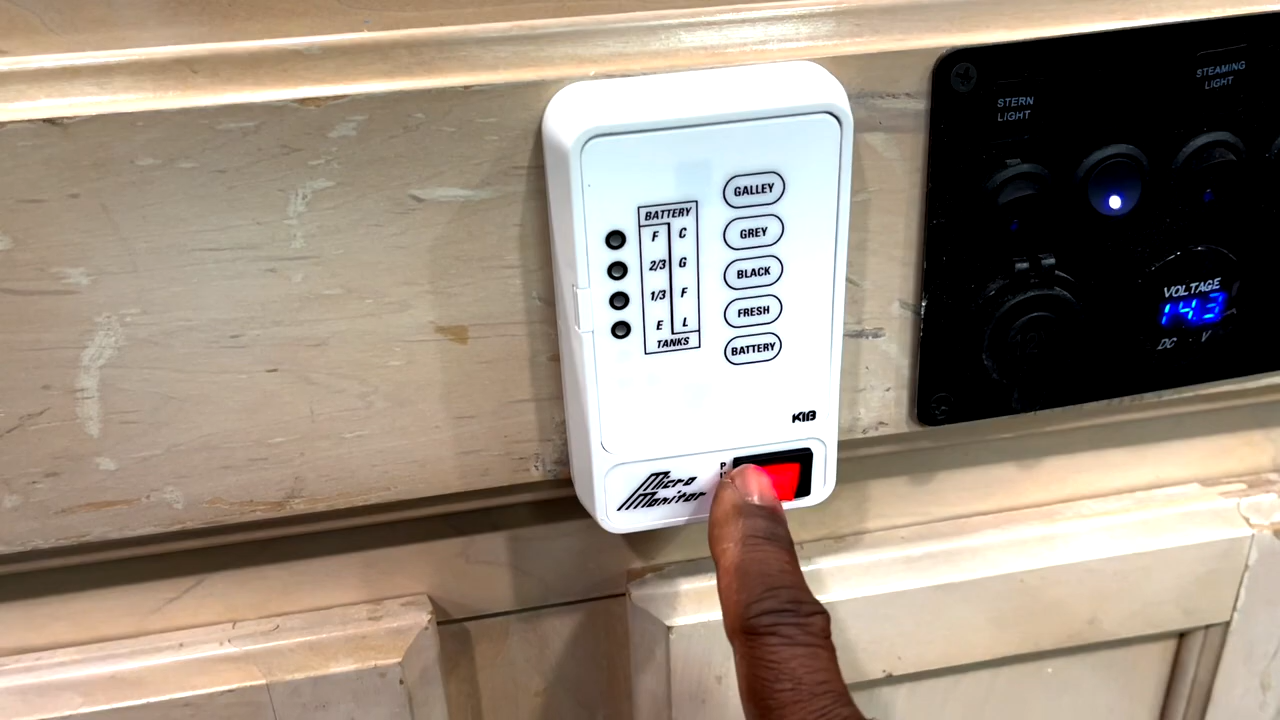 GALLEY
GREY
BLACK
FRESH
BATTERY
BATTERY
F C
2/3 G
1/3 F
E L
TANKS
KIB
Micro
Monitor
STERN
LIGHT
STEAMING
LIGHT
VOLTAGE
14.3
DC V